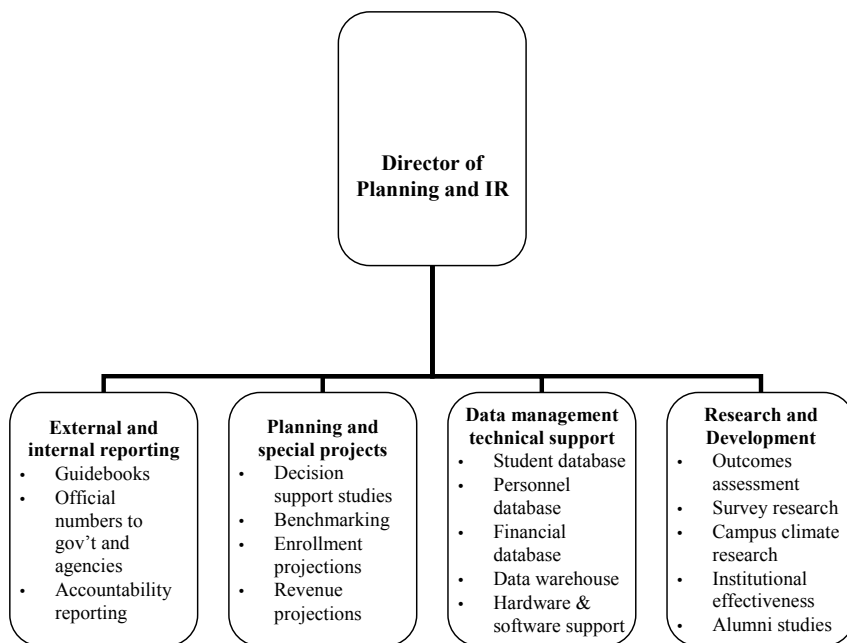 Director of
Planning and IR
External and
internal reporting
• Guidebooks
• Official
numbers to
gov’t and
agencies
• Accountability
reporting
Planning and
special projects
• Decision
support studies
• Benchmarking
• Enrollment
projections
• Revenue
projections
Data management
technical support
• Student database
• Personnel
database
• Financial
database
• Data warehouse
• Hardware &
software support
Research and
Development
• Outcomes
assessment
• Survey research
• Campus climate
research
• Institutional
effectiveness
• Alumni studies